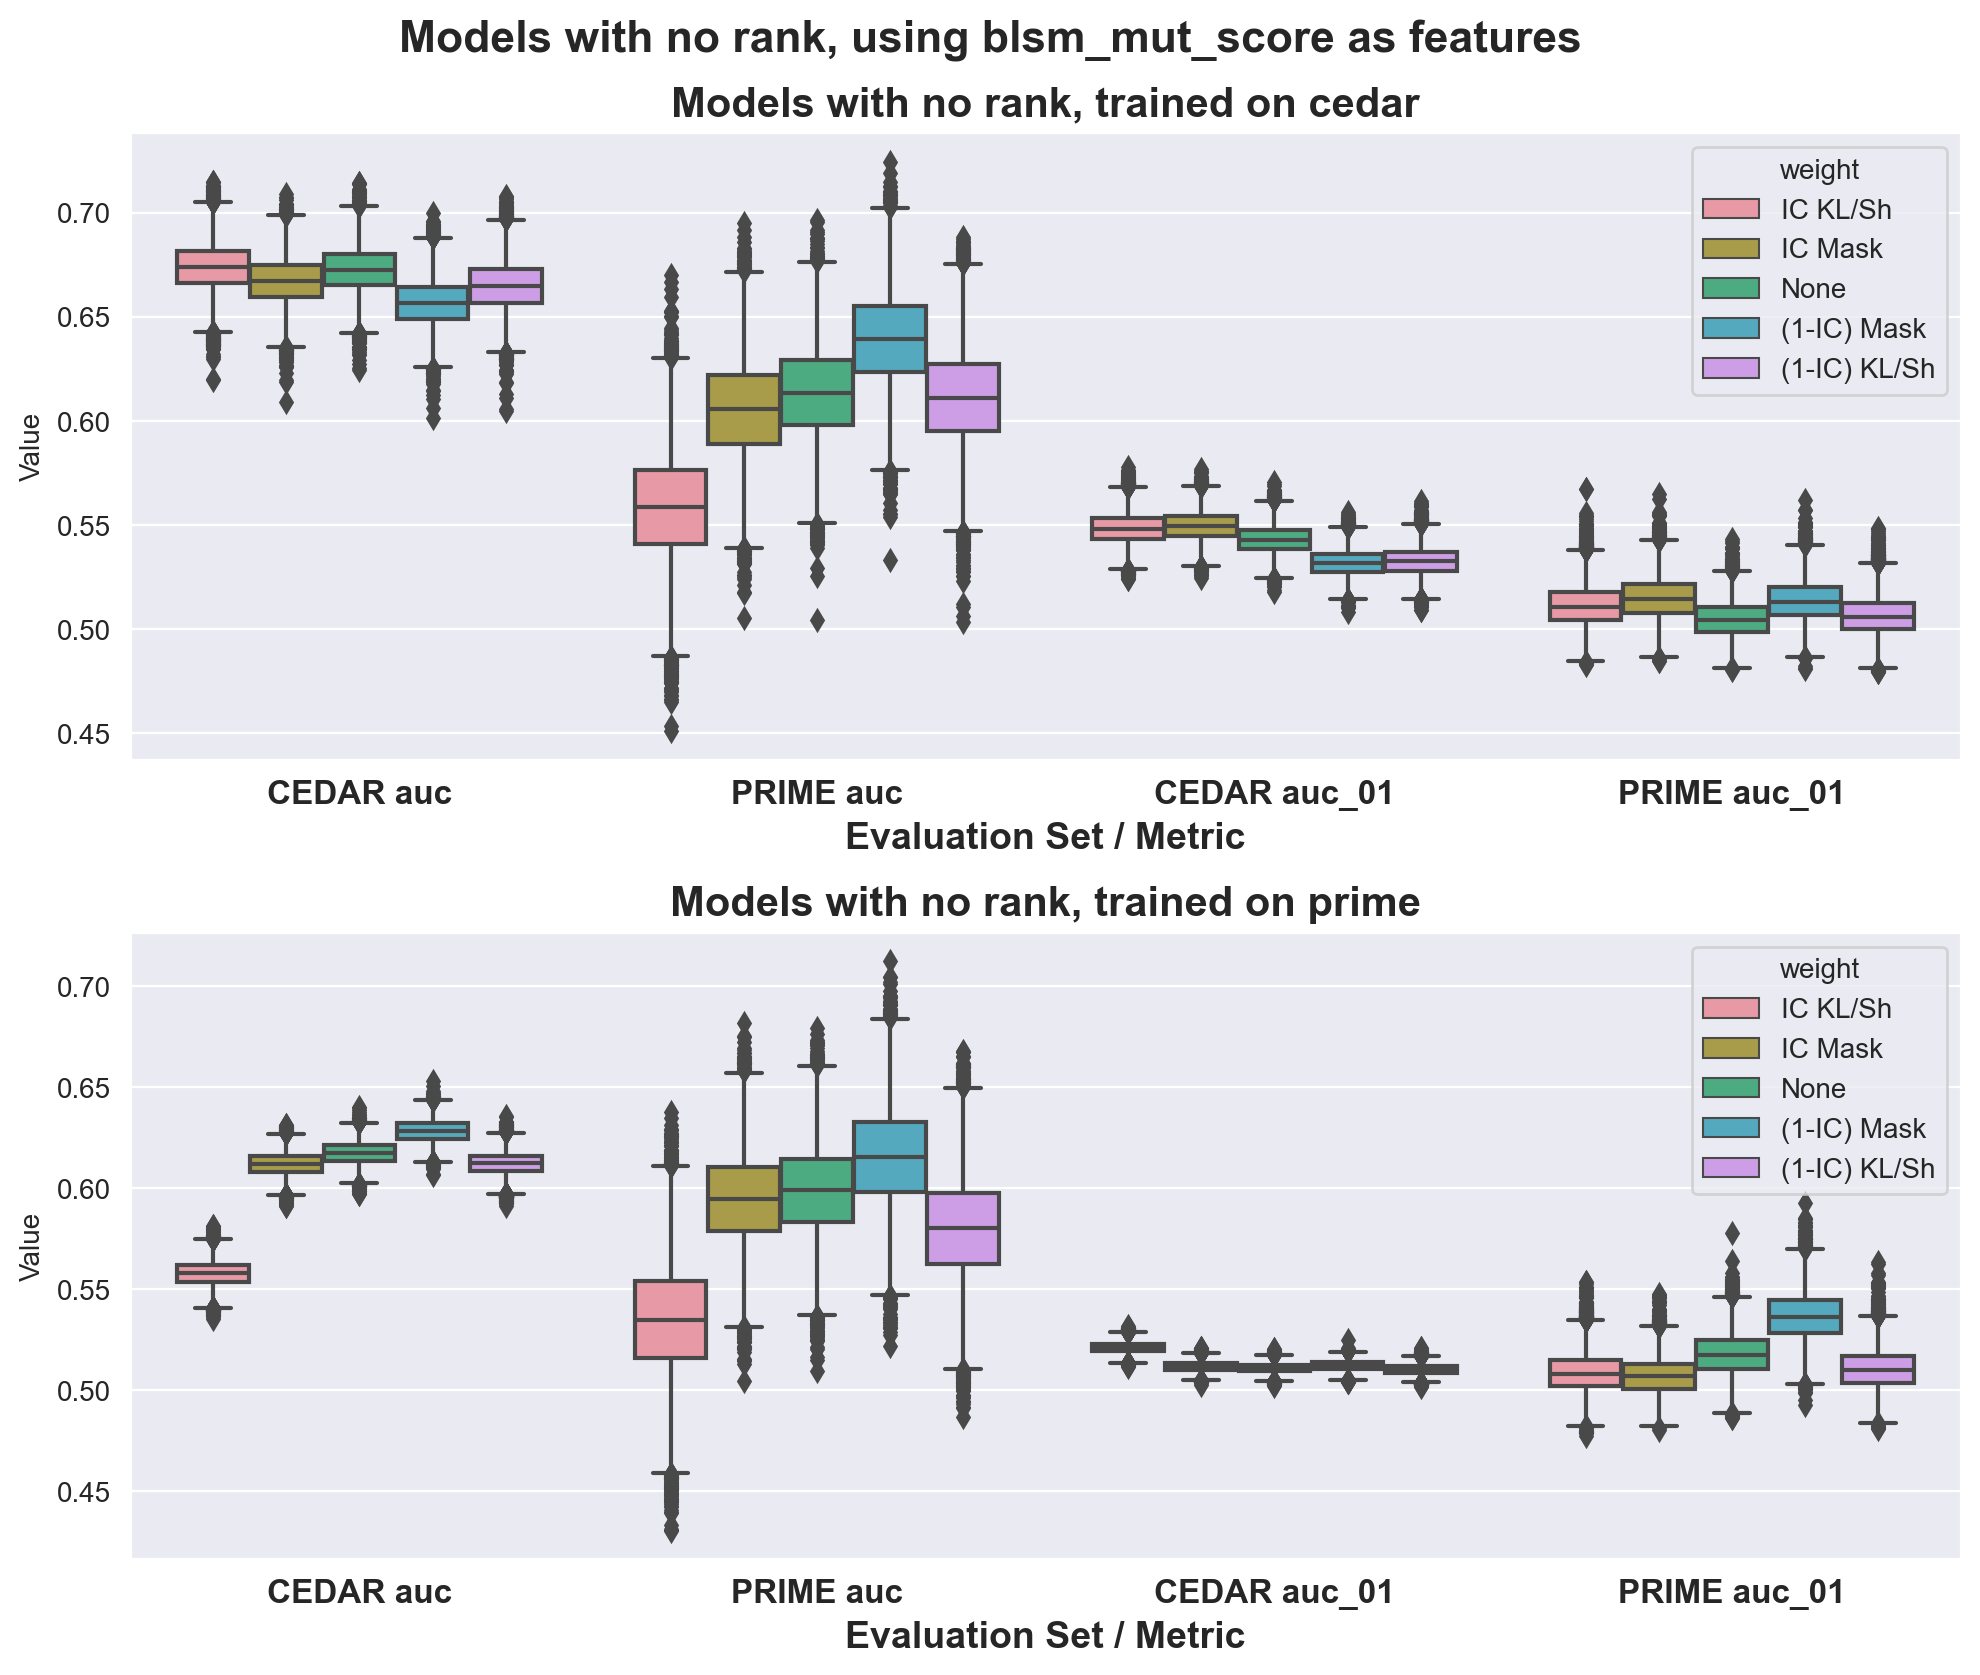 Models with no rank, using blsm_mut_score as features
Models with no rank, trained on cedar
weight
IC KL/Sh
IC Mask
None
(1-IC) Mask
(1-IC) KL/Sh
0.70
0.65
0.60
0.55
0.50
0.45
Value
CEDAR auc
PRIME auc
CEDAR auc_01
PRIME auc_01
Evaluation Set / Metric
Models with no rank, trained on prime
weight
IC KL/Sh
IC Mask
None
(1-IC) Mask
(1-IC) KL/Sh
0.70
0.65
0.60
0.55
0.50
0.45
Value
CEDAR auc
PRIME auc
CEDAR auc_01
PRIME auc_01
Evaluation Set / Metric